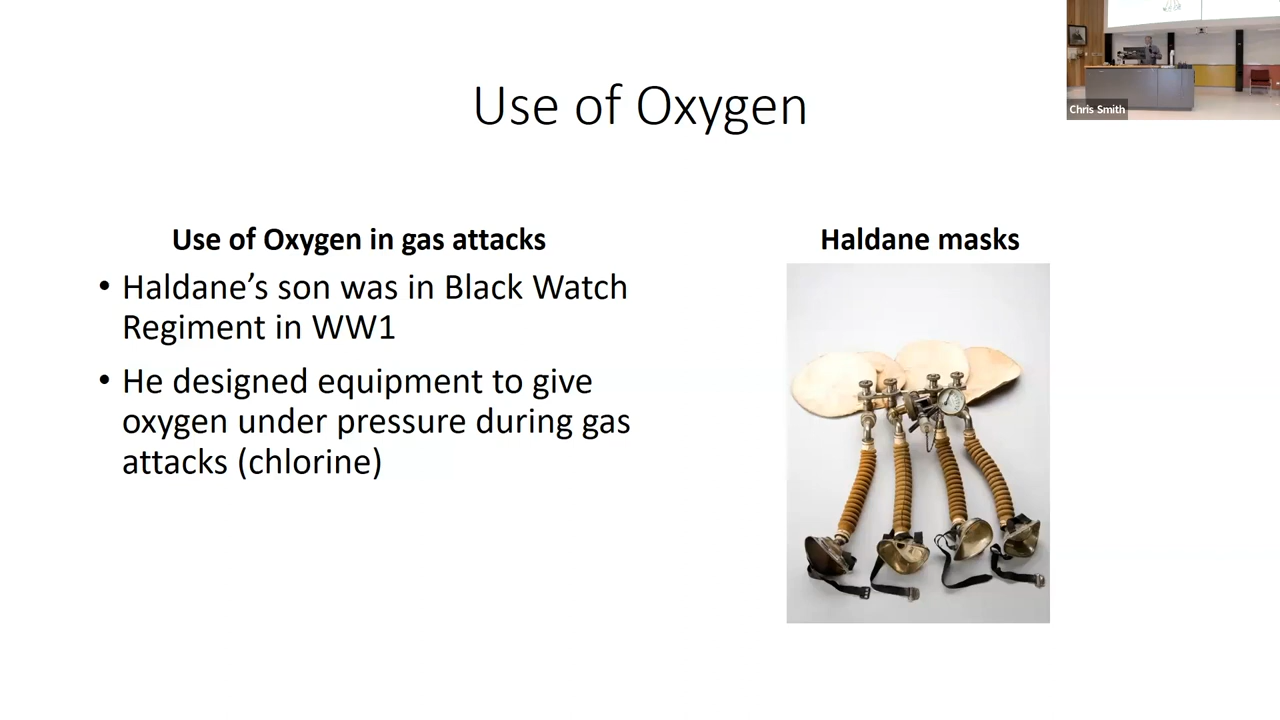 Use of Oxygen
Chris Smith
Use of Oxygen in gas attacks
• Haldane’s son was in Black Watch
Regiment in WW1
• He designed equipment to give
oxygen under pressure during gas
attacks (chlorine)
Haldane masks